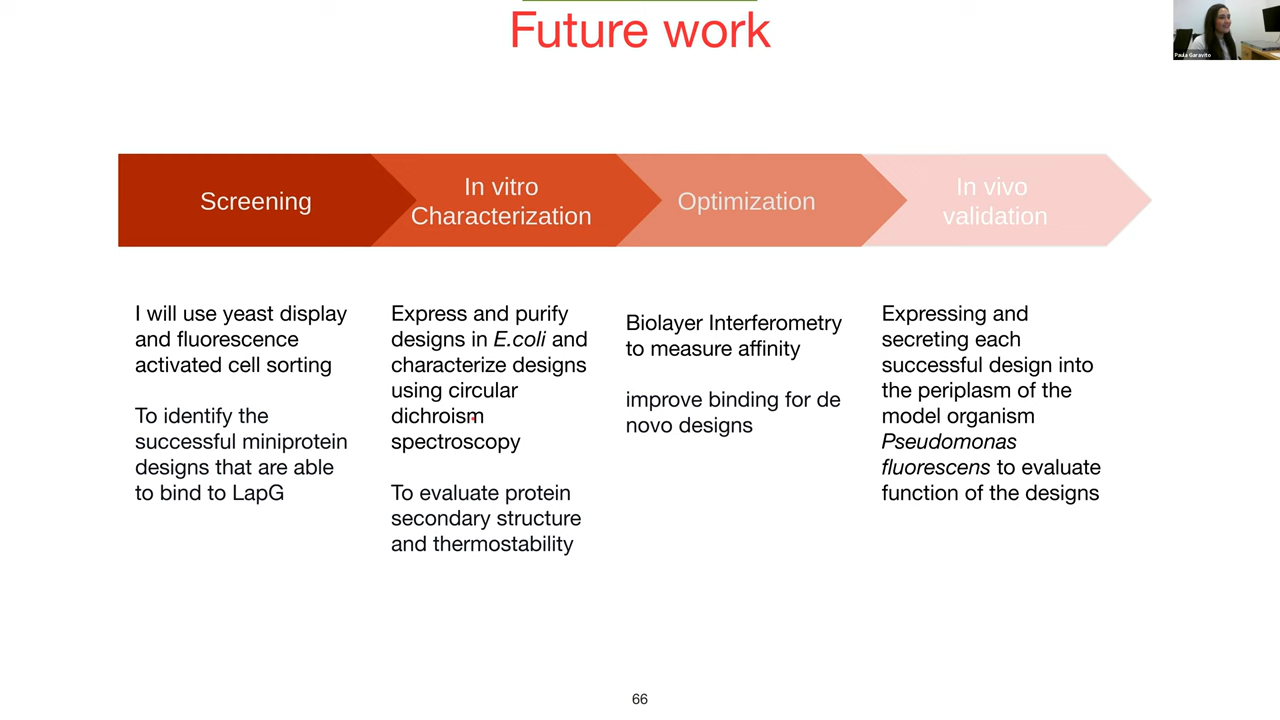 Future work
Paula Garavito
Screening
In vitro
Characterization
Optimization
In vivo
validation
I will use yeast display
and fluorescence
activated cell sorting
To identify the
successful miniprotein
designs that are able
to bind to LapG
Express and purify
designs in E.coli and
characterize designs
using circular
dichroism
spectroscopy
To evaluate protein
secondary structure
and thermostability
Biolayer Interferometry
to measure affinity
improve binding for de
novo designs
Expressing and
secreting each
successful design into
the periplasm of the
model organism
Pseudomonas
fluorescens to evaluate
function of the designs
66